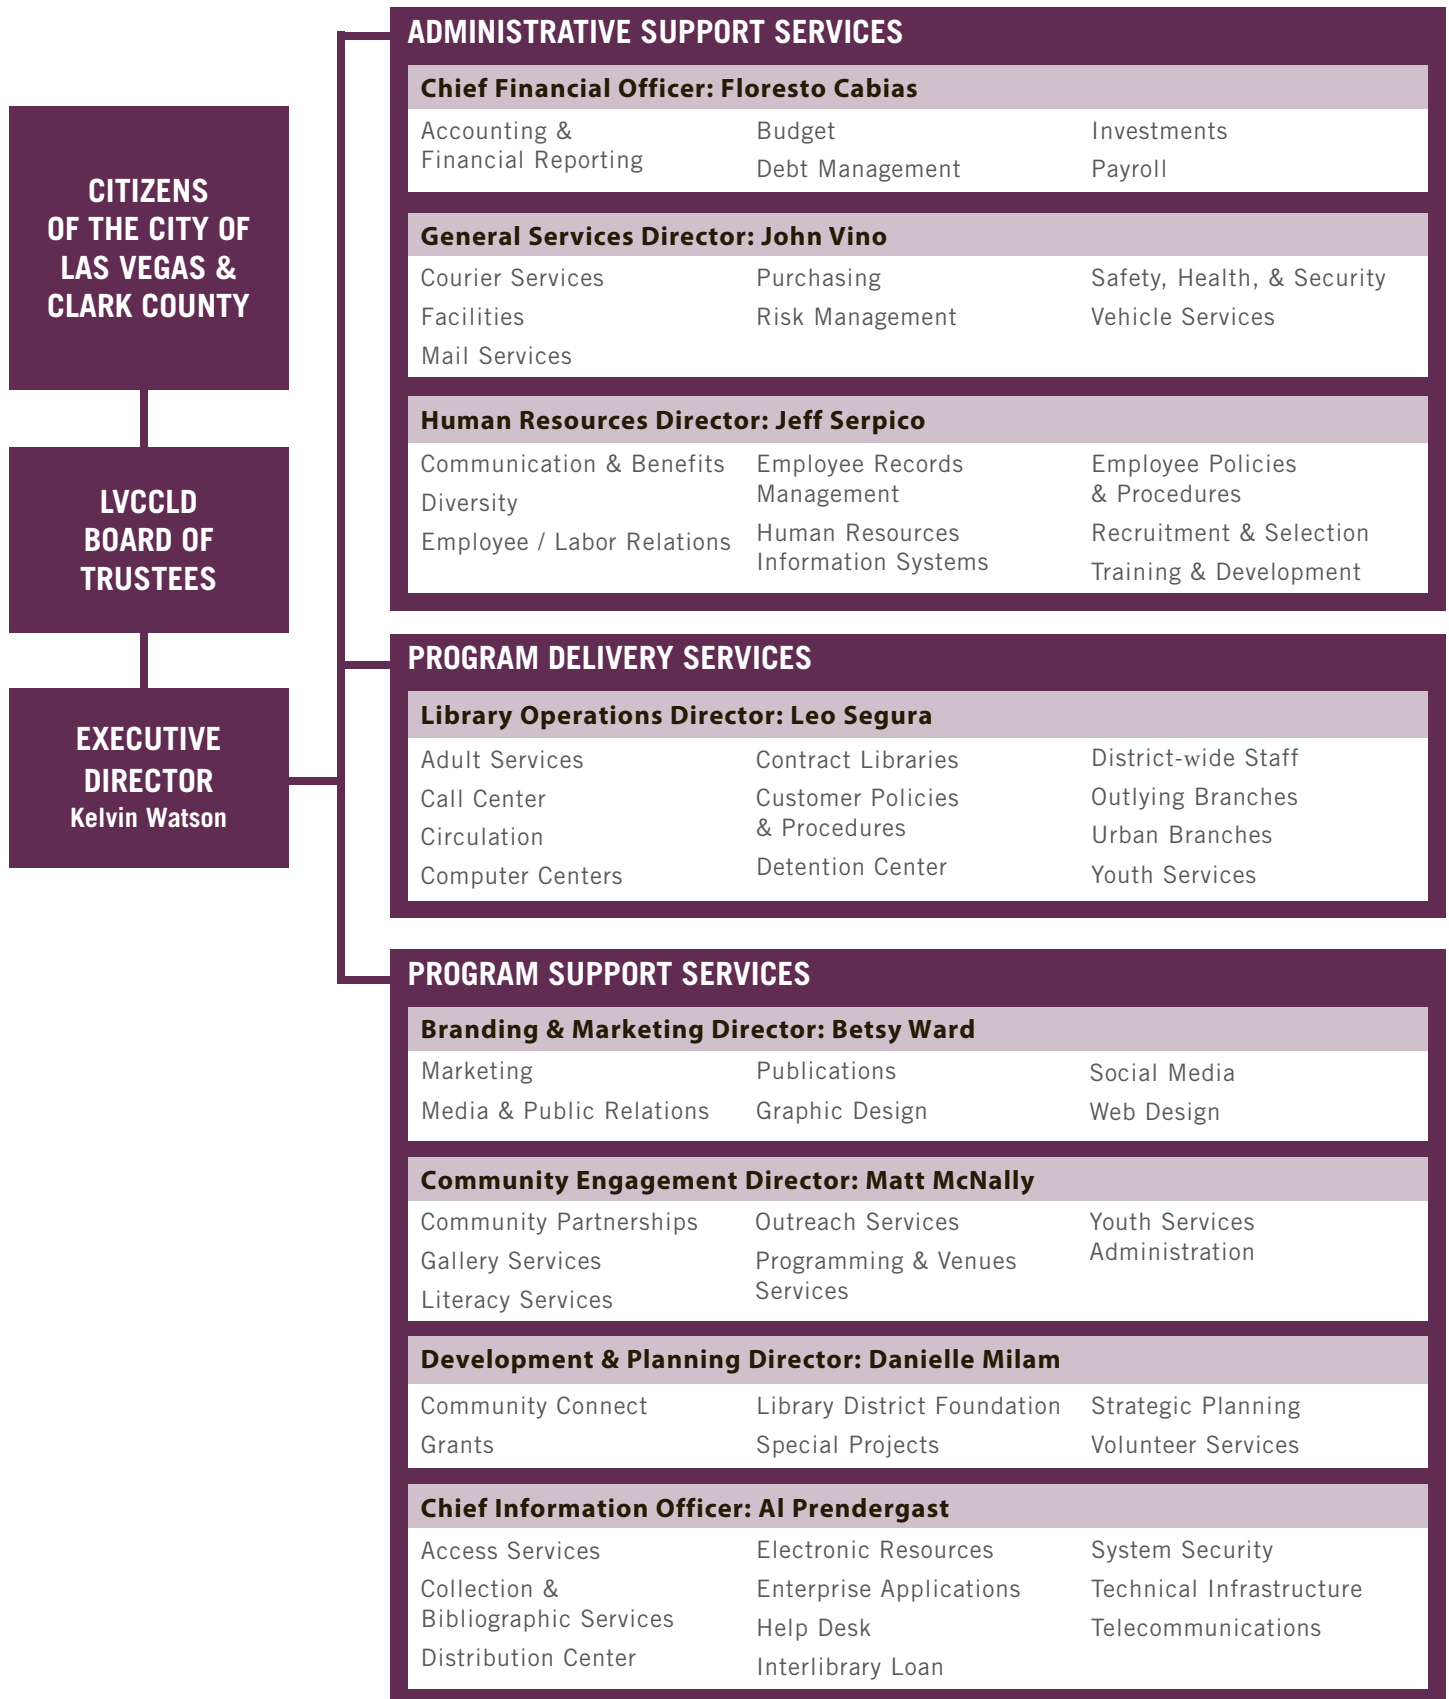 CITIZENS
OF THE CITY OF
LAS VEGAS &
CLARK COUNTY
LVCCLD
BOARD OF
TRUSTEES
EXECUTIVE
DIRECTOR
Kelvin Watson
ADMINISTRATIVE SUPPORT SERVICES
Chief Financial Officer: Floresto Cabias
Accounting &
Financial Reporting
Budget
Debt Management
Investments
Payroll
General Services Director: John Vino
Courier Services
Facilities
Mail Services
Purchasing
Risk Management
Safety, Health, & Security
Vehicle Services
Human Resources Director: Jeff Serpico
Communication & Benefits
Diversity
Employee / Labor Relations
Employee Records
Management
Human Resources
Information Systems
Employee Policies
& Procedures
Recruitment & Selection
Training & Development
PROGRAM DELIVERY SERVICES
Library Operations Director: Leo Segura
Adult Services
Call Center
Circulation
Computer Centers
Contract Libraries
Customer Policies
& Procedures
Detention Center
District-wide Staff
Outlying Branches
Urban Branches
Youth Services
PROGRAM SUPPORT SERVICES
Branding & Marketing Director: Betsy Ward
Marketing
Media & Public Relations
Publications
Graphic Design
Social Media
Web Design
Community Engagement Director: Matt McNally
Community Partnerships
Gallery Services
Literacy Services
Outreach Services
Programming & Venues
Services
Youth Services
Administration
Development & Planning Director: Danielle Milam
Community Connect
Grants
Library District Foundation
Special Projects
Strategic Planning
Volunteer Services
Chief Information Officer: Al Prendergast
Access Services
Collection &
Bibliographic Services
Distribution Center
Electronic Resources
Enterprise Applications
Help Desk
Interlibrary Loan
System Security
Technical Infrastructure
Telecommunications